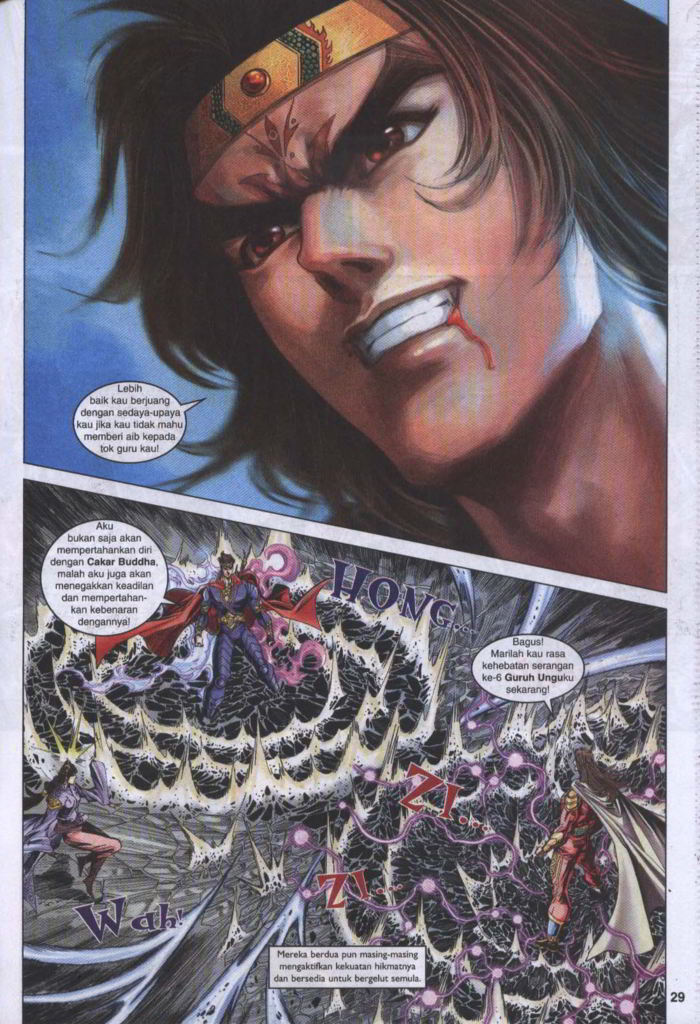 Lebih
baik kau berjuang
dengan sedaya-upaya
kau jika kau tidak mahu
memberi aib kepada
tok guru kau!
Aku
bukan saja akan
mempertahankan diri
dengan Cakar Buddha,
malah aku juga akan
menegakkan keadilan
dan mempertahan-
kan kebenaran
dengannya!
HONG...
Bagus!
Marilah kau rasa
kehebatan serangan
ke-6 Guruh Unguku
sekarang!
ZI...
ZI...
Wah!
Mereka berdua pun masing-masing
mengaktifkan kekuatan hikmatnya
dan bersedia untuk bergelut semula.
29